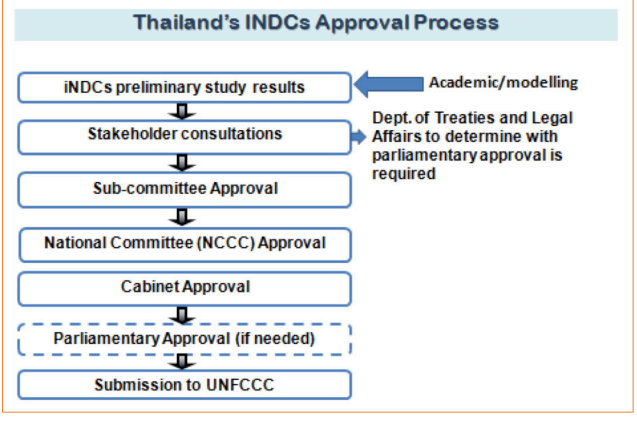 Thailand's INDCs Approval Process
iNDCs preliminary study results
Academic/modelling
Stakeholder consultations
Dept. of Treaties and Legal
Affairs to determine with
parliamentary approval is
required
Sub-committee Approval
National Committee (NCCC) Approval
Cabinet Approval
Parliamentary Approval (if needed)
Submission to UNFCCC